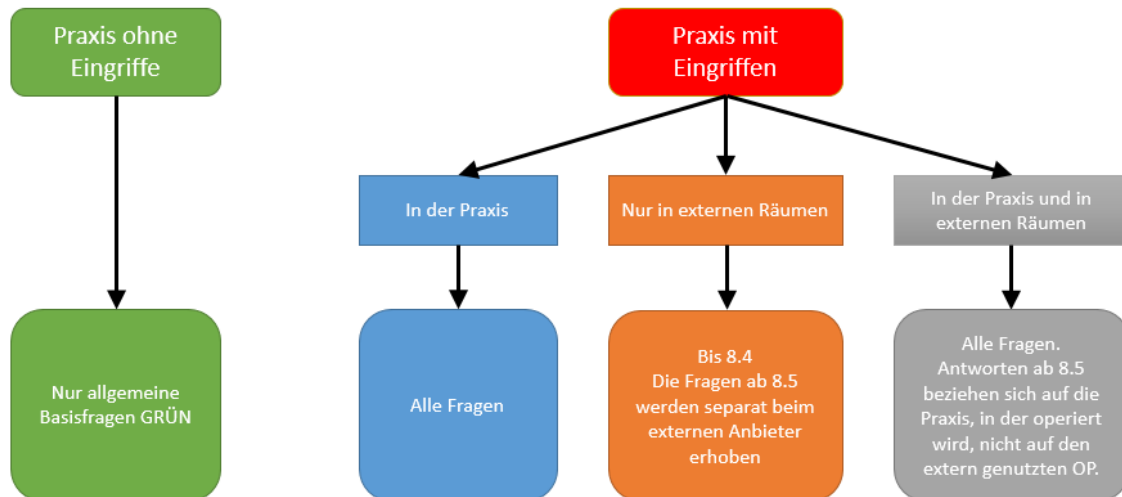 Praxis ohne
Eingriffe
Praxis mit
Eingriffen
In der Praxis
Nur in externen Räumen
In der Praxis und in
externen Räumen
Nur allgemeine
Basisfragen GRÜN
Alle Fragen
Bis 8.4
Die Fragen ab 8.5
werden separat beim
externen Anbieter
erhoben
Alle Fragen.
Antworten ab 8.5
beziehen sich auf die
Praxis, in der operiert
wird, nicht auf den
extern genutzten OP.